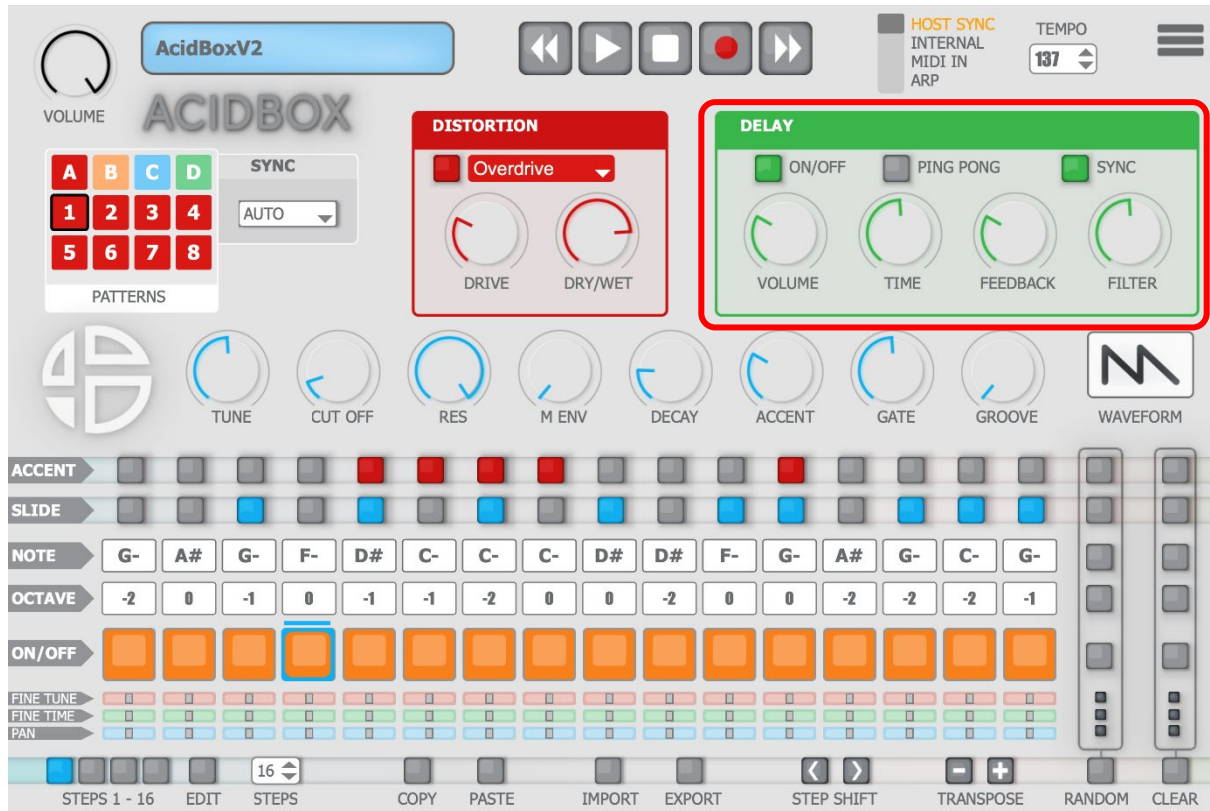 AcidBoxV2
HOST SYNC
INTERNAL
MIDI IN
ARP
TEMPO
137
VOLUME
ACIDBOX
A B C D
1 2 3 4
5 6 7 8
PATTERNS
SYNC
AUTO
DISTORTION
Overdrive
DRIVE DRY/WET
DELAY
ON/OFF PING PONG SYNC
VOLUME TIME FEEDBACK FILTER
TUNE CUT OFF RES M ENV DECAY ACCENT GATE GROOVE WAVEFORM
ACCENT
SLIDE
NOTE G- A# G- F- D# C- C- C- D# D# F- G- A# G- C- G-
OCTAVE -2 0 -1 0 -1 -1 -2 0 0 -2 0 0 -2 -2 -2 -1
ON/OFF
FINE TUNE
FINE TIME
PAN
16
STEPS 1 - 16 EDIT STEPS COPY PASTE IMPORT EXPORT STEP SHIFT TRANSPOSE RANDOM CLEAR